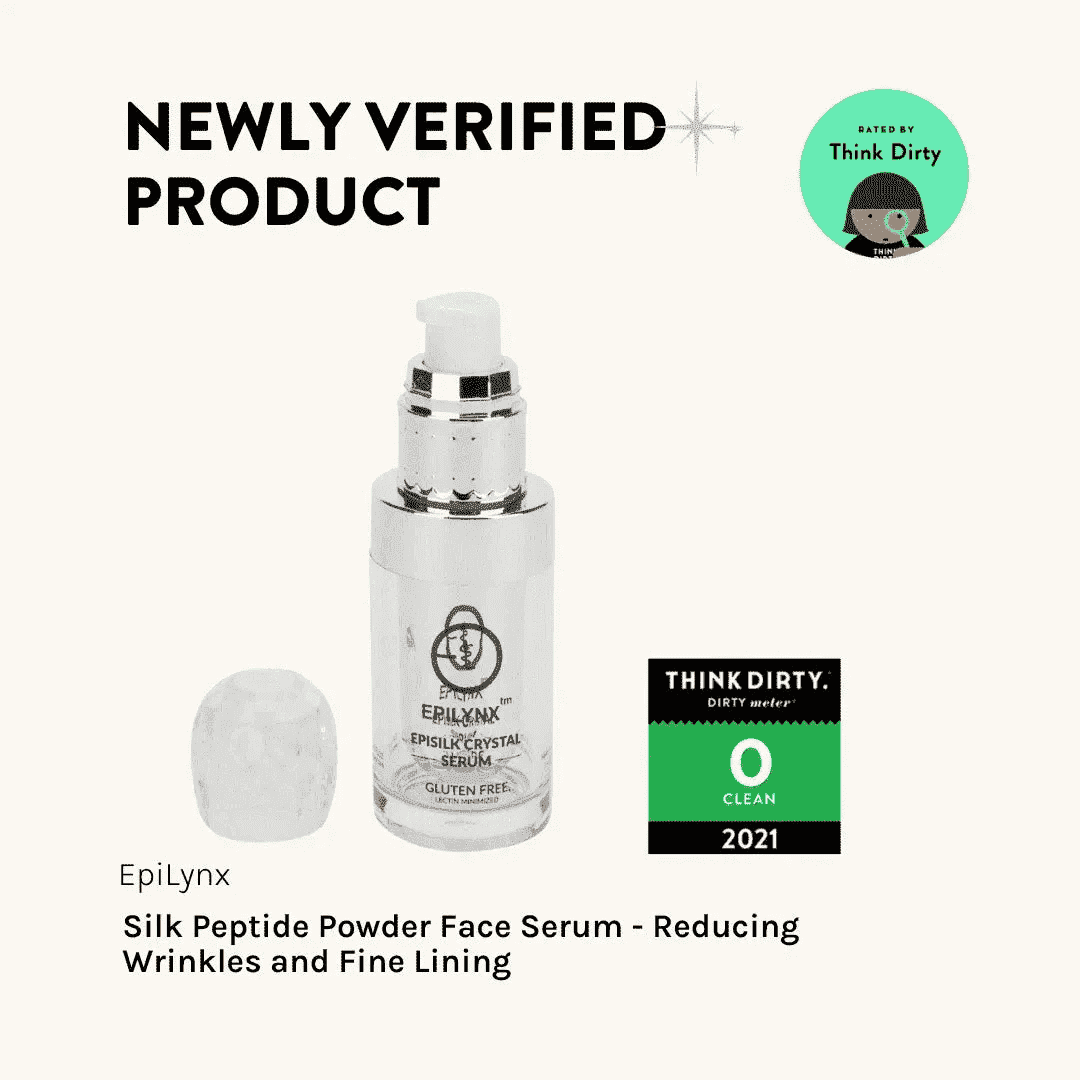 NEWLY VERIFIED
PRODUCT
RATED BY
Think Dirty
EPILYNX™
EPISILK CRYSTAL
SERUM
GLUTEN FREE.
LECTIN MINIMIZED
THINK DIRTY.
DIRTY meter
0
CLEAN
2021
EpiLynx
Silk Peptide Powder Face Serum - Reducing
Wrinkles and Fine Lining